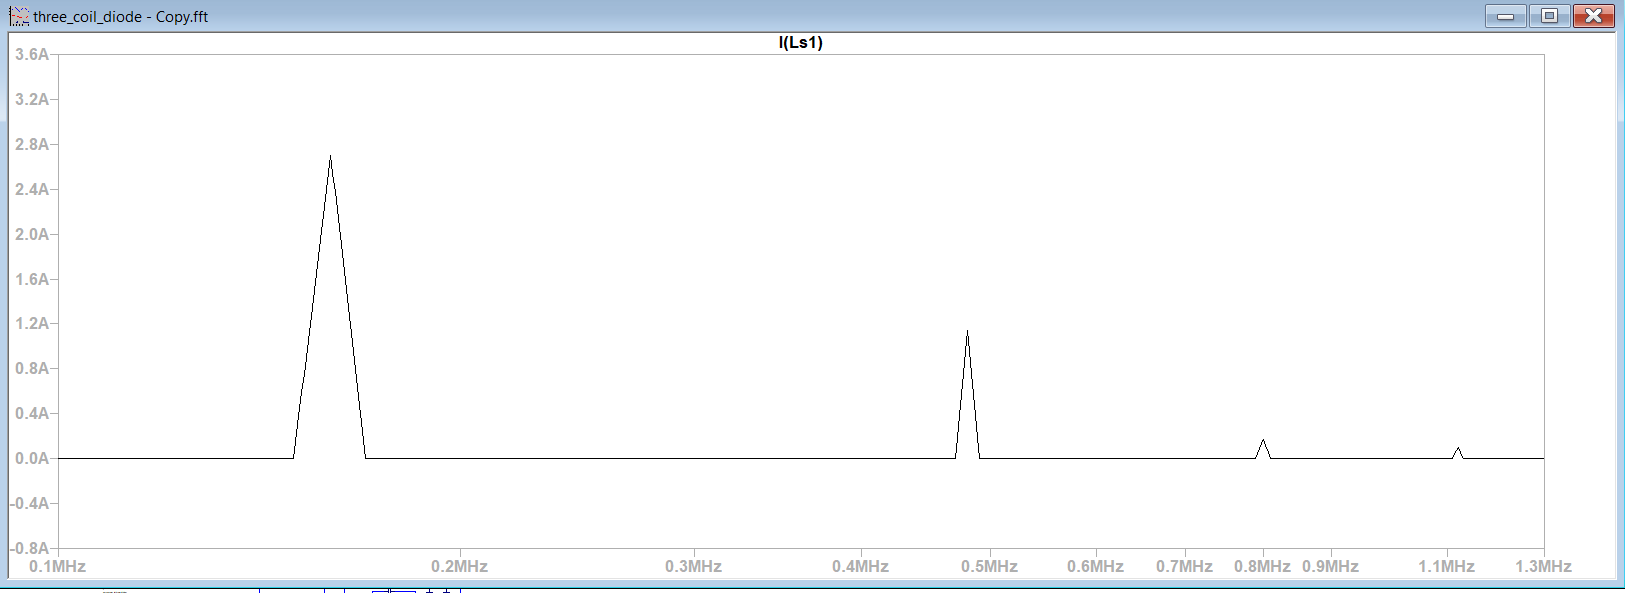 three_coil_diode - Copy.fft
I(Ls1)
3.6A
3.2A
2.8A
2.4A
2.0A
1.6A
1.2A
0.8A
0.4A
0.0A
-0.4A
-0.8A
0.1MHz 0.2MHz 0.3MHz 0.4MHz 0.5MHz 0.6MHz 0.7MHz 0.8MHz 0.9MHz 1.1MHz 1.3MHz